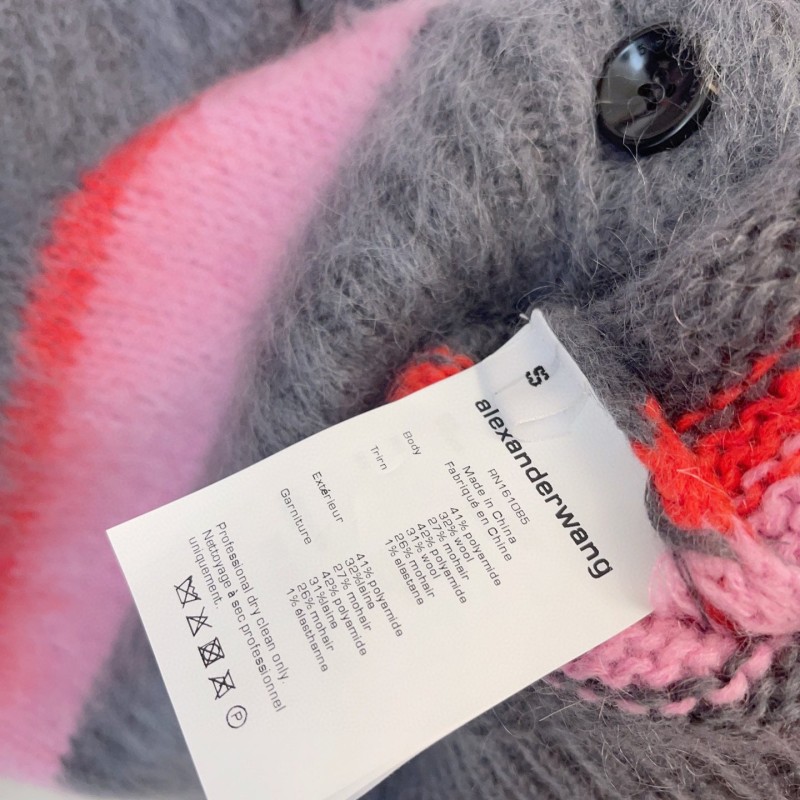 S
alexanderwang
RN161085
Made in China
Fabriqué en Chine
Body
41% polyamide
32% wool
27% mohair
Trirn
42% polyamide
31% wool
26% mohair
1% elastane
Extérieur
41% polyamide
32%laine
27% mohair
Garniture
42% polyamide
31%laine
26% mohair
1% élasthanne
Professional dry clean only.
Nettoyage à sec professionnel
uniquement.
P